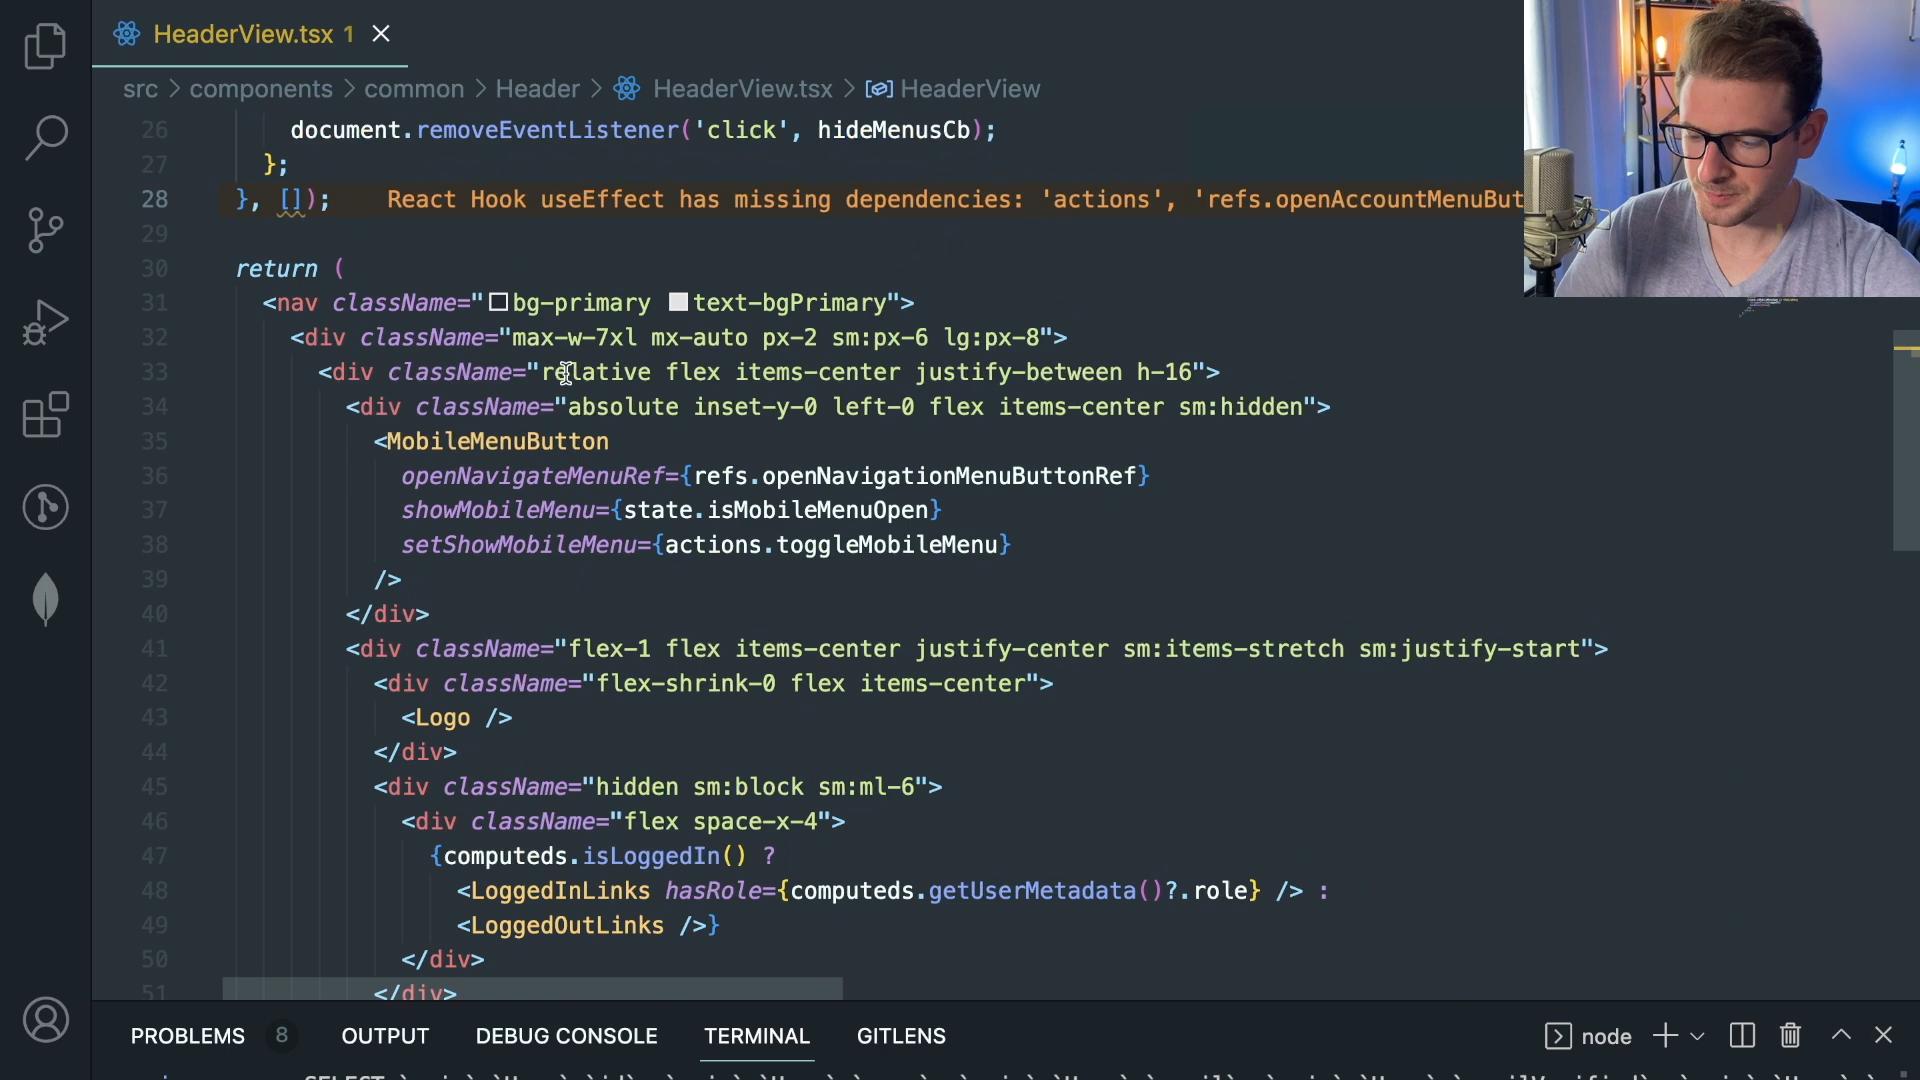 HeaderView.tsx 1
src > components > common > Header > HeaderView.tsx > HeaderView
26 document.removeEventListener('click', hideMenusCb);
27 };
28 }, []); React Hook useEffect has missing dependencies: 'actions', 'refs.openAccountMenuBut
29
30 return (
31 <nav className="bg-primary text-bgPrimary">
32 <div className="max-w-7xl mx-auto px-2 sm:px-6 lg:px-8">
33 <div className="relative flex items-center justify-between h-16">
34 <div className="absolute inset-y-0 left-0 flex items-center sm:hidden">
35 <MobileMenuButton
36 openNavigateMenuRef={refs.openNavigationMenuButtonRef}
37 showMobileMenu={state.isMobileMenuOpen}
38 setShowMobileMenu={actions.toggleMobileMenu}
39 />
40 </div>
41 <div className="flex-1 flex items-center justify-center sm:items-stretch sm:justify-start">
42 <div className="flex-shrink-0 flex items-center">
43 <Logo />
44 </div>
45 <div className="hidden sm:block sm:ml-6">
46 <div className="flex space-x-4">
47 {computeds.isLoggedIn() ?
48 <LoggedInLinks hasRole={computeds.getUserMetadata()?.role} /> :
49 <LoggedOutLinks />}
50 </div>
51 </div>
PROBLEMS 8 OUTPUT DEBUG CONSOLE TERMINAL GITLENS node